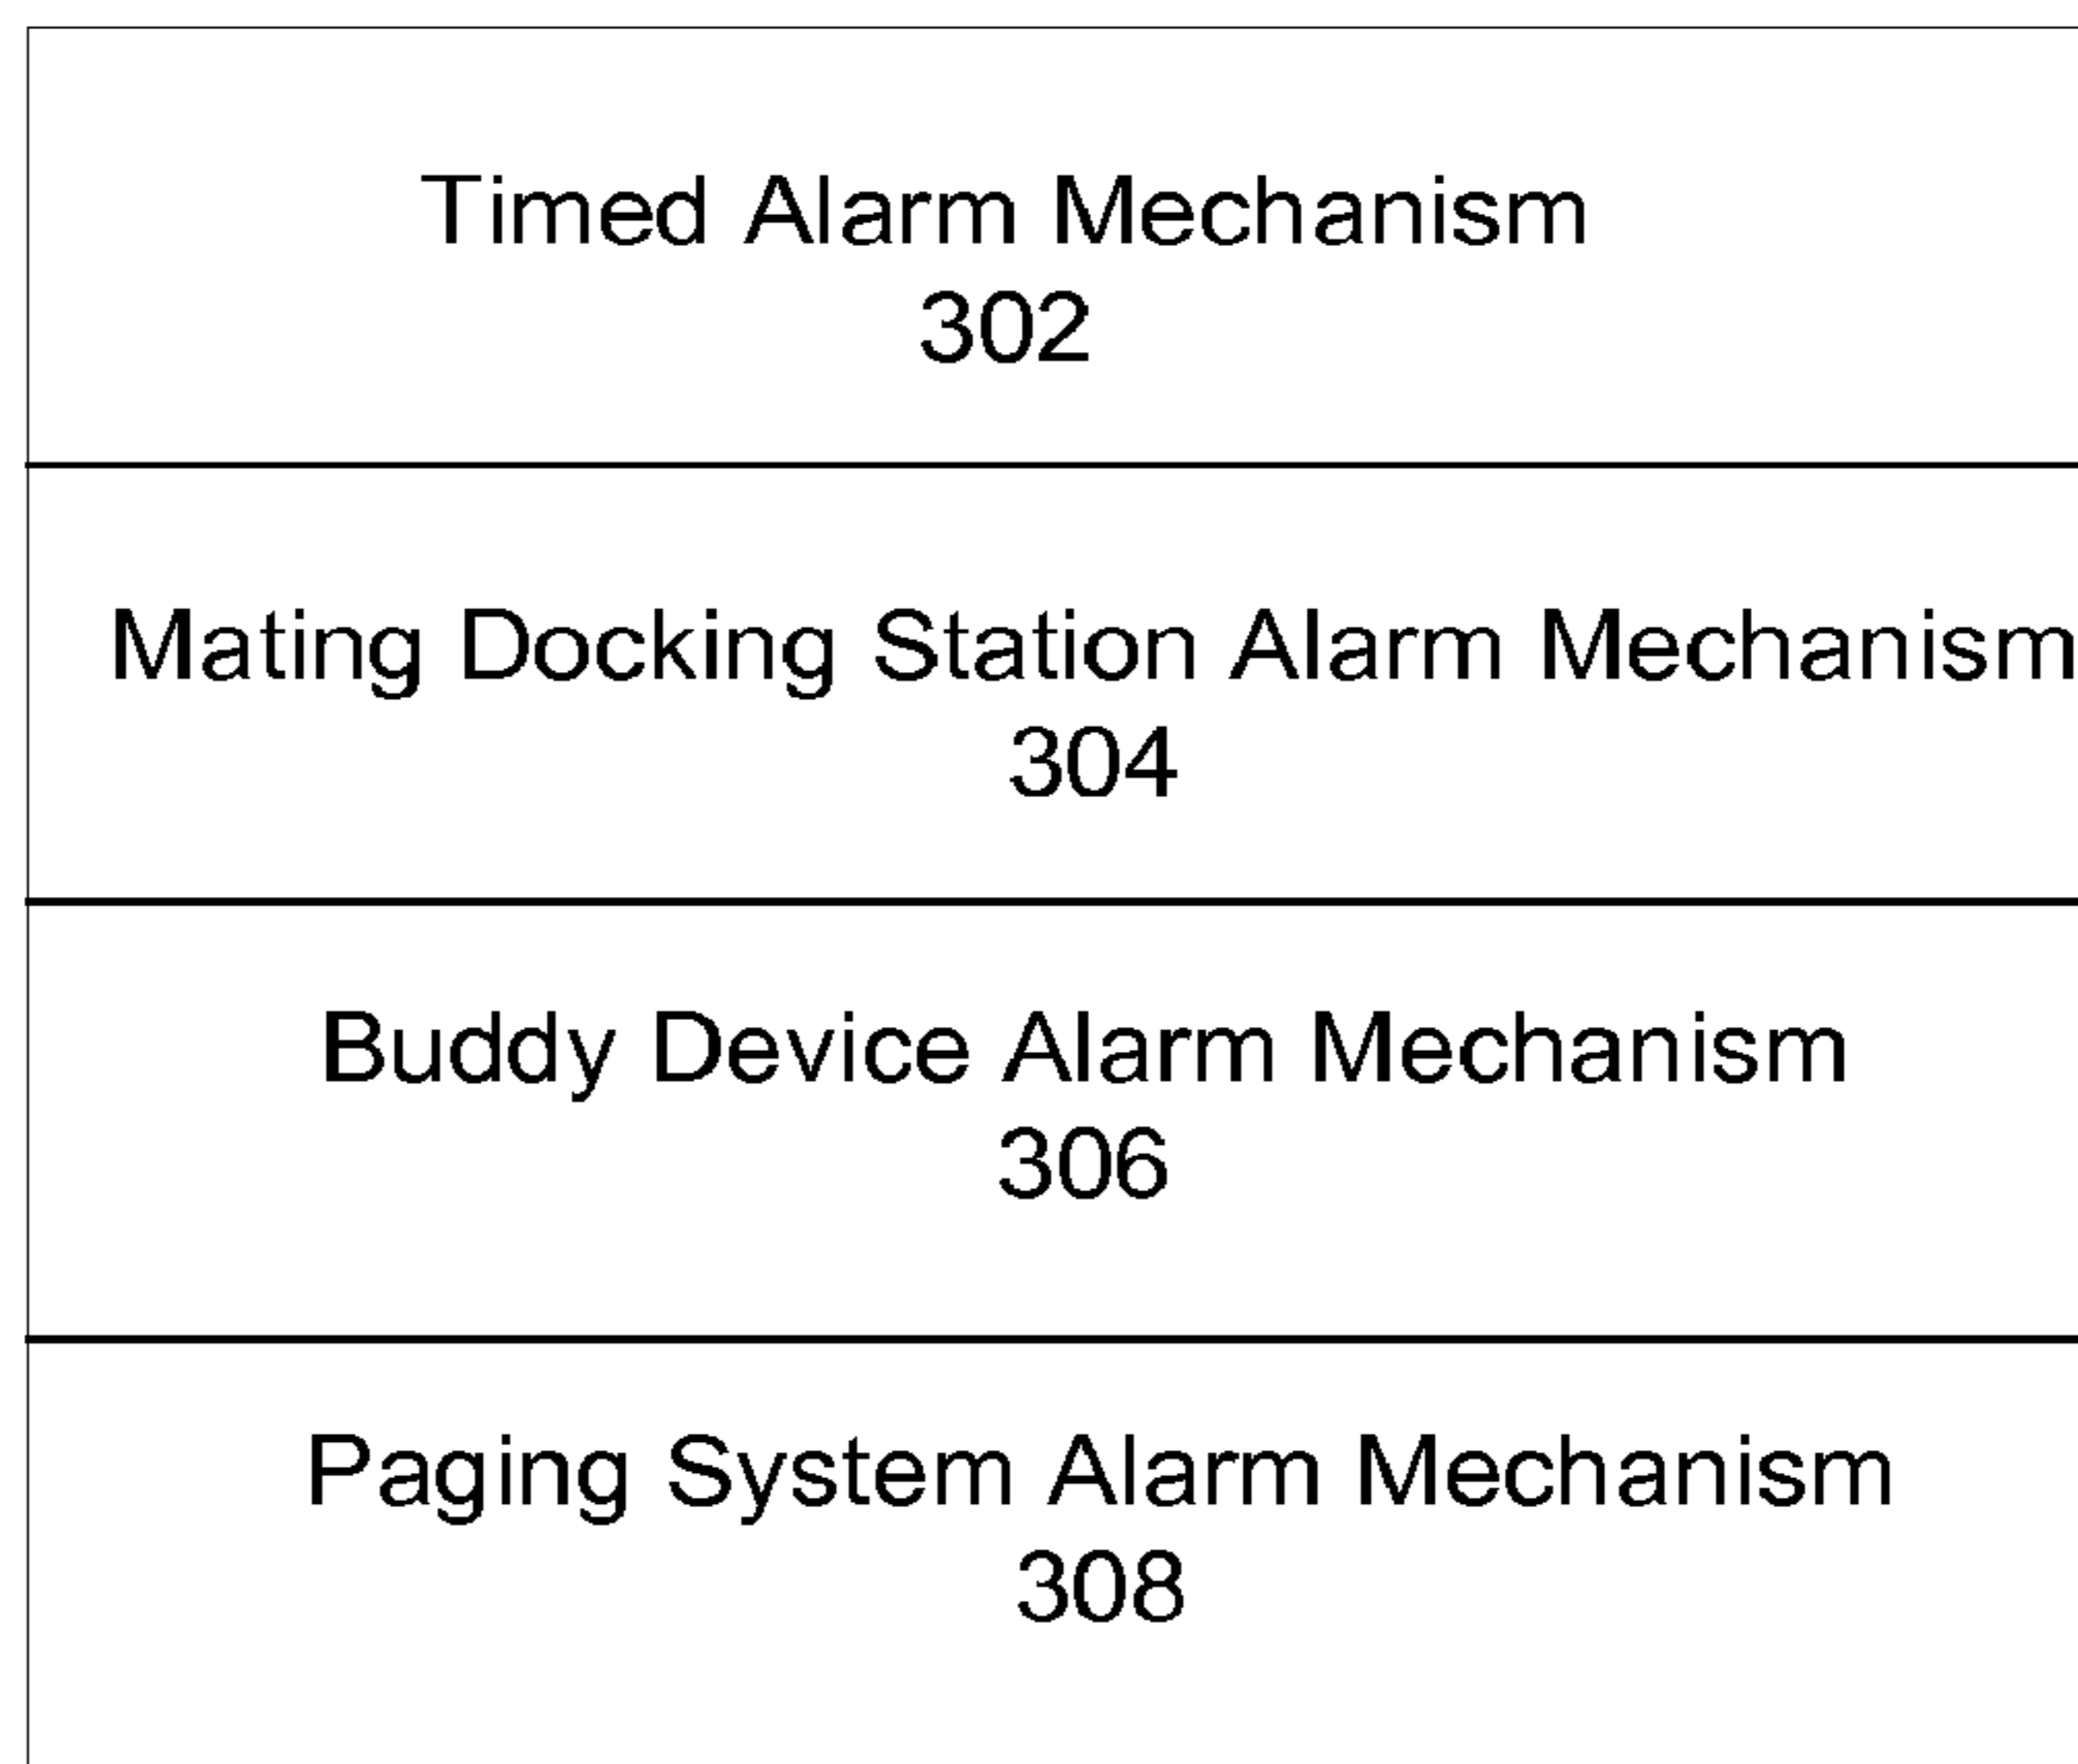 Timed Alarm Mechanism
302
Mating Docking Station Alarm Mechanism
304
Buddy Device Alarm Mechanism
306
Paging System Alarm Mechanism
308